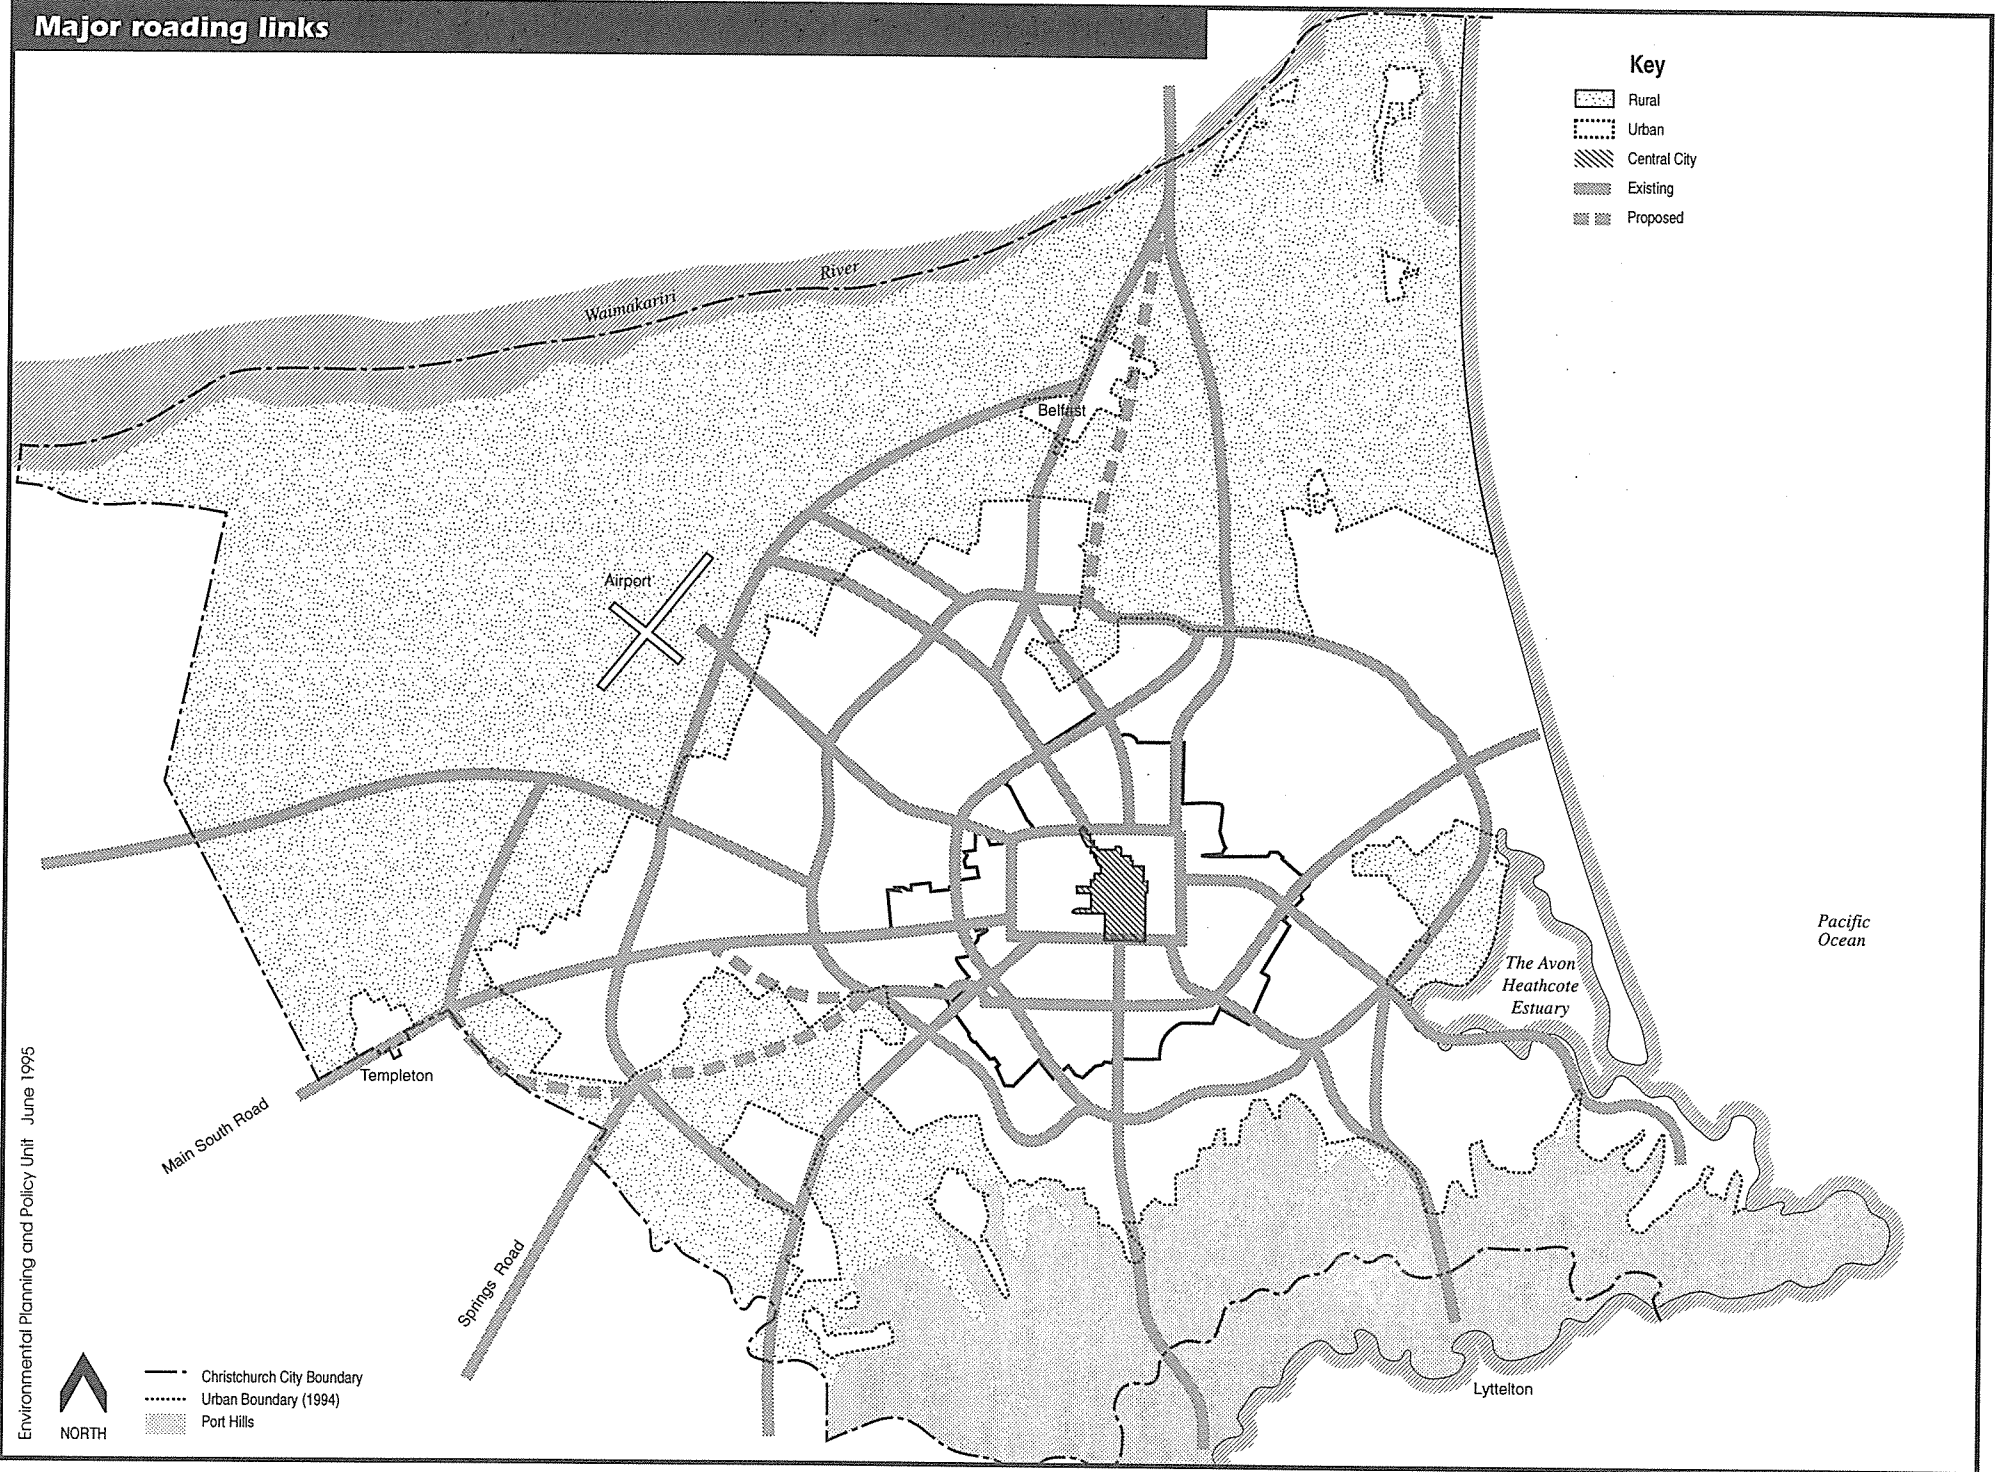 Major roading links
Key
Rural
Urban
Central City
Existing
Proposed
River
Waimakariri
Belfast
Airport
Pacific
Ocean
The Avon
Heathcote
Estuary
Templeton
Main South Road
Springs Road
Lyttelton
Environmental Planning and Policy Unit June 1995
NORTH
Christchurch City Boundary
Urban Boundary (1994)
Port Hills